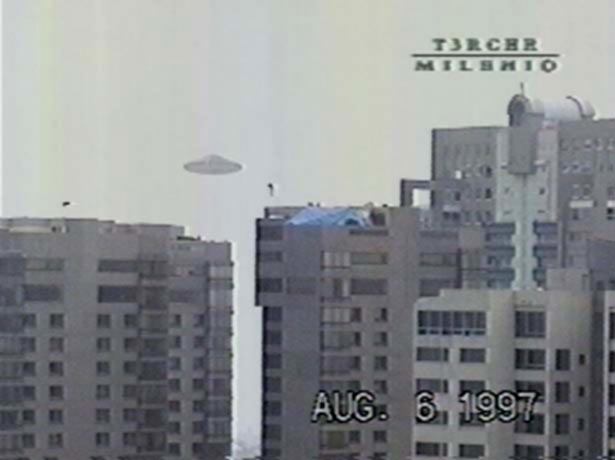 T3RCER
MILENIO
AUG. 6 1997